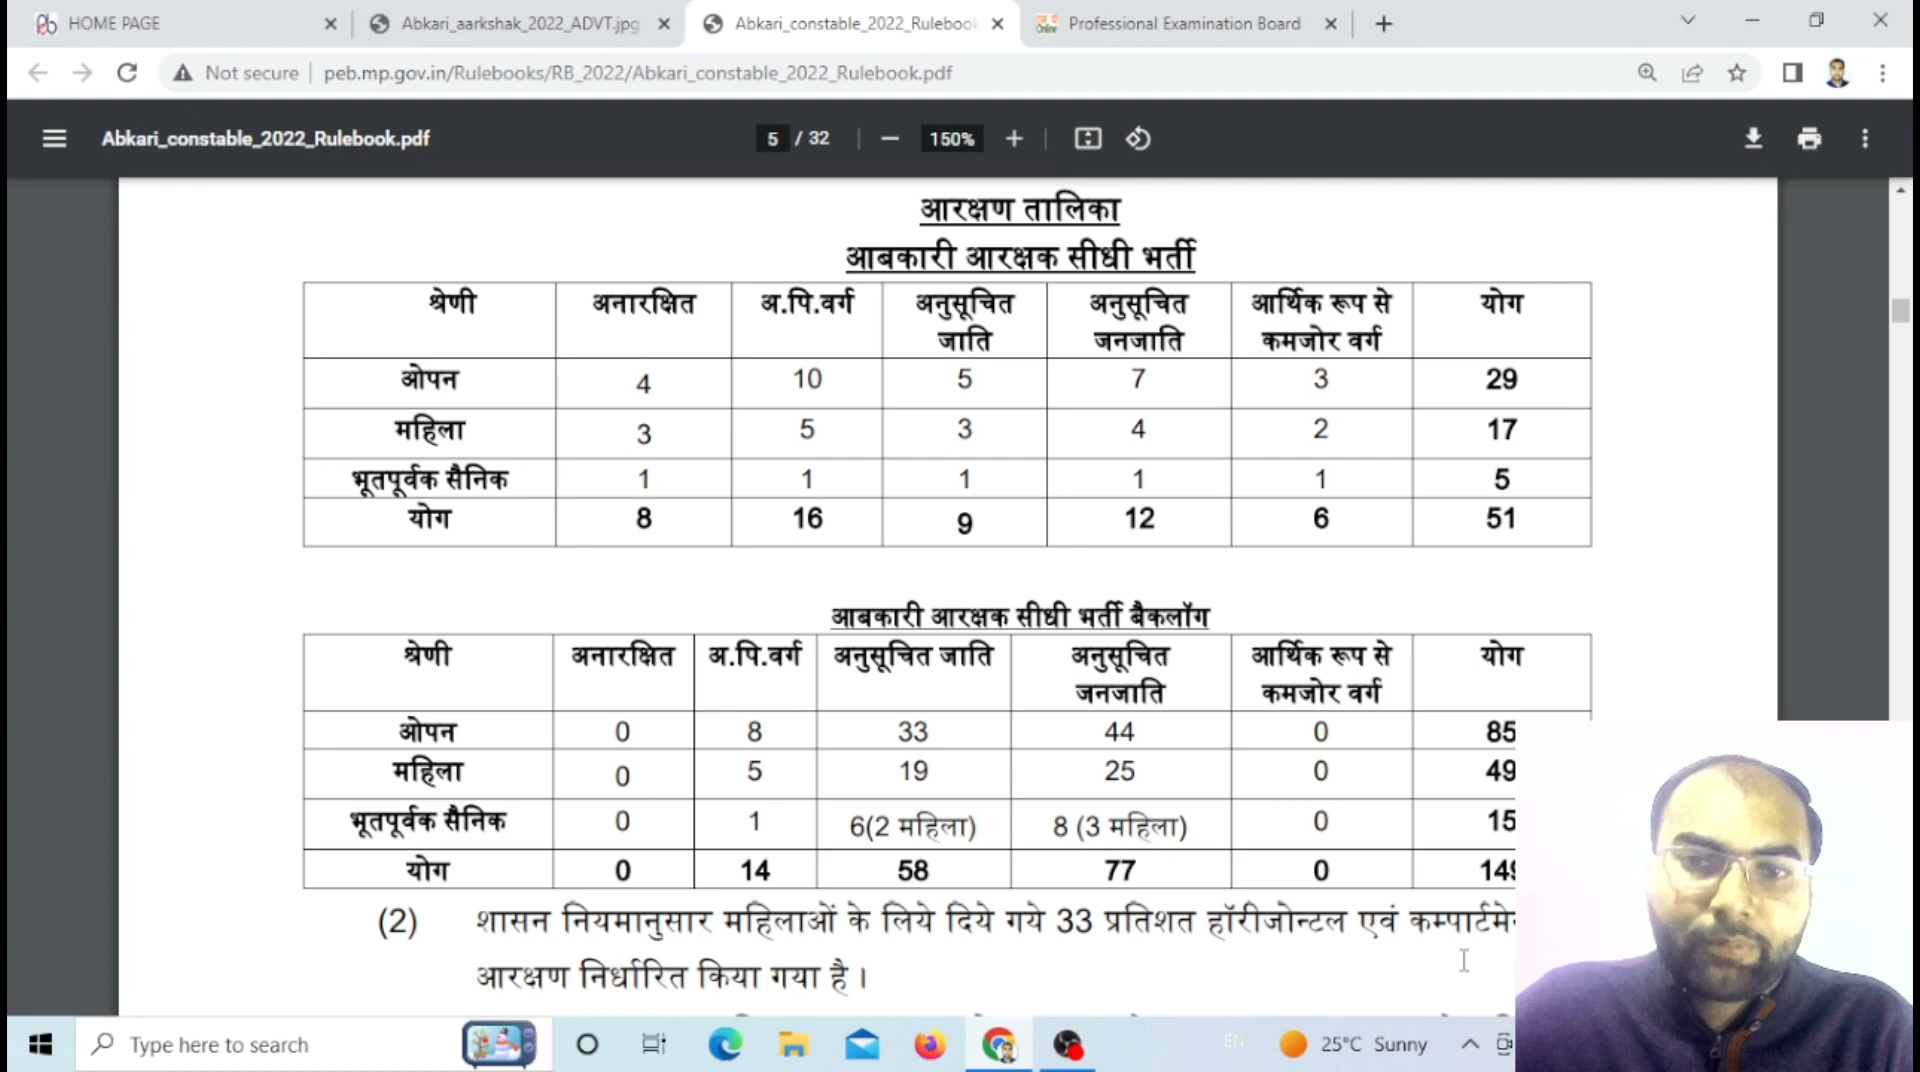 HOME PAGE
Abkari_aarkshak_2022_ADVT.jpg
Abkari_constable_2022_Rulebook
Professional Examination Board
Not secure peb.mp.gov.in/Rulebooks/RB_2022/Abkari_constable_2022_Rulebook.pdf
Abkari_constable_2022_Rulebook.pdf 5 / 32 150%
आरक्षण तालिका
आबकारी आरक्षक सीधी भर्ती
श्रेणी अनारक्षित अ.पि.वर्ग अनुसूचित जाति अनुसूचित जनजाति आर्थिक रूप से कमजोर वर्ग योग
ओपन 4 10 5 7 3 29
महिला 3 5 3 4 2 17
भूतपूर्वक सैनिक 1 1 1 1 1 5
योग 8 16 9 12 6 51
आबकारी आरक्षक सीधी भर्ती बैकलॉग
श्रेणी अनारक्षित अ.पि.वर्ग अनुसूचित जाति अनुसूचित जनजाति आर्थिक रूप से कमजोर वर्ग योग
ओपन 0 8 33 44 0 85
महिला 0 5 19 25 0 49
भूतपूर्वक सैनिक 0 1 6(2 महिला) 8 (3 महिला) 0 15
योग 0 14 58 77 0 149
(2) शासन नियमानुसार महिलाओं के लिये दिये गये 33 प्रतिशत हॉरीजोन्टल एवं
आरक्षण निर्धारित किया गया है।
Type here to search EN 25°C Sunny